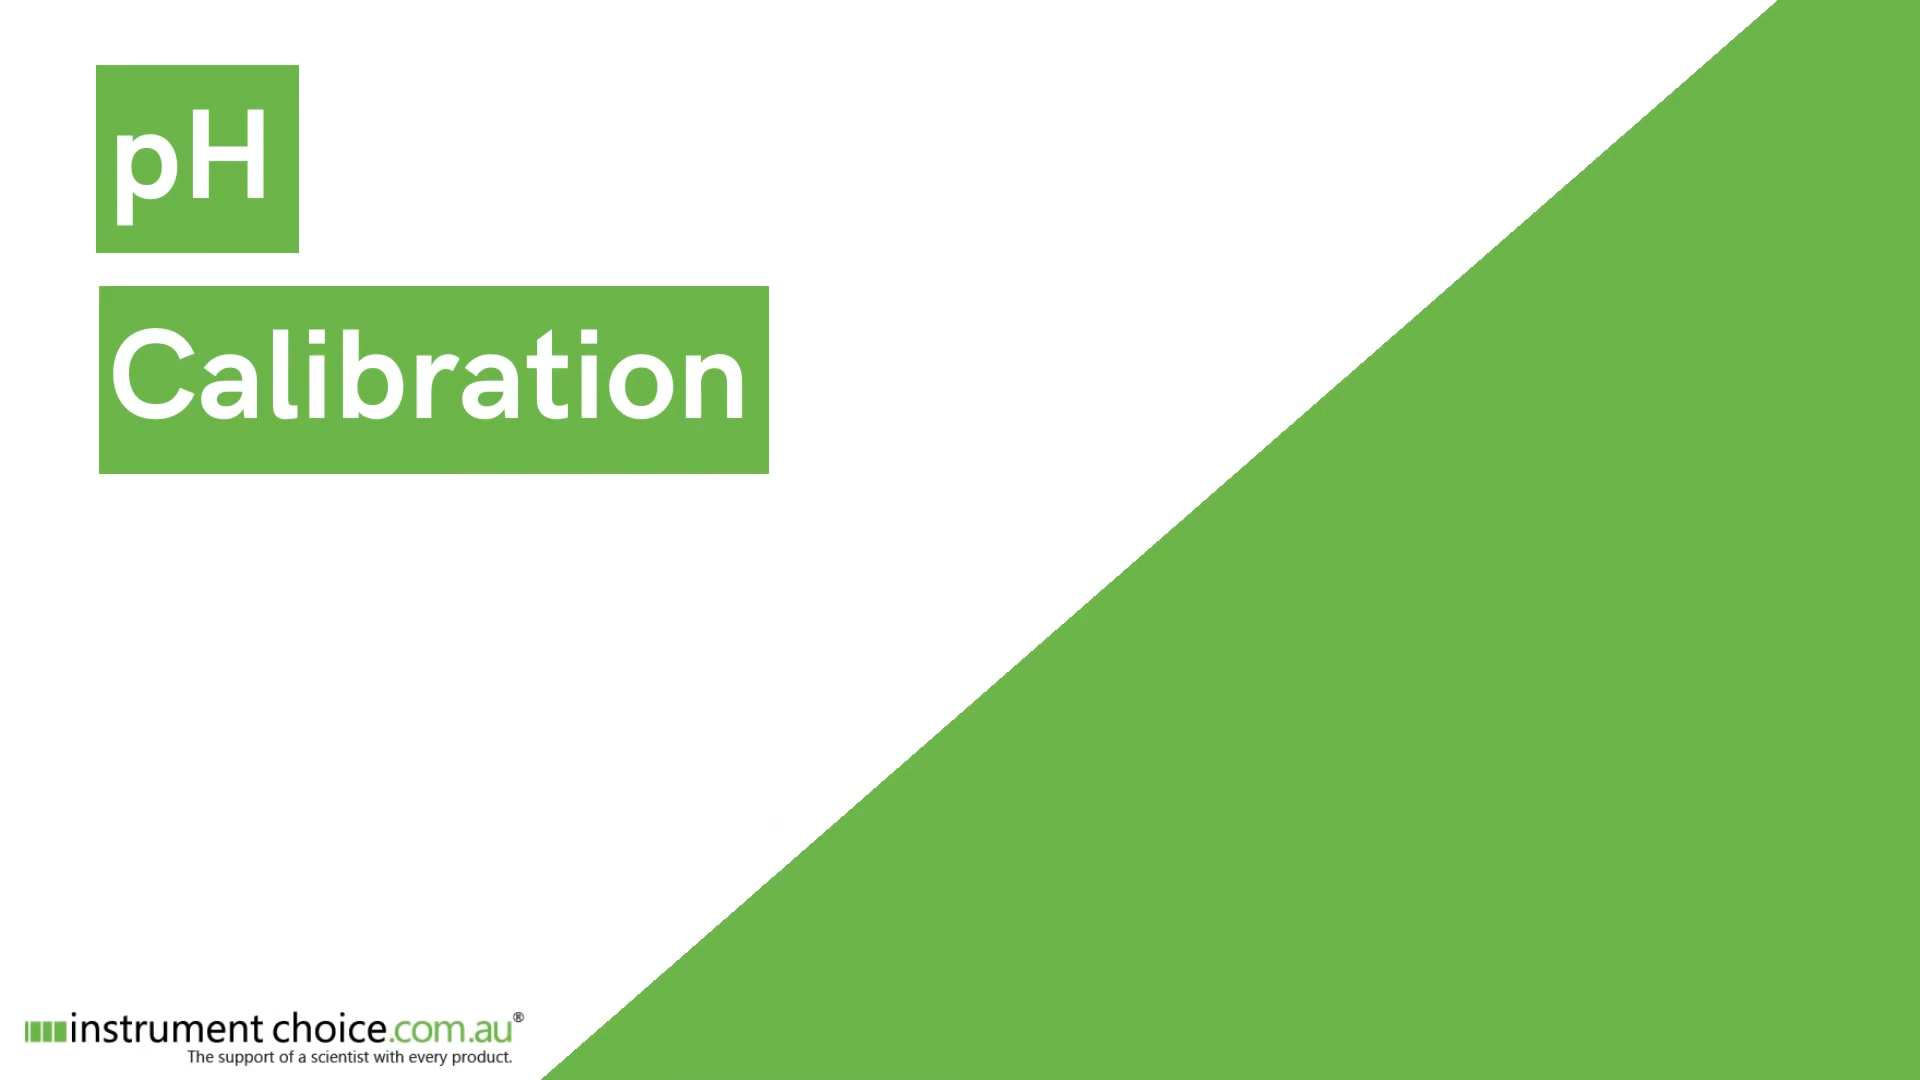 pH
Calibration
instrument choice.com.au®
The support of a scientist with every product.